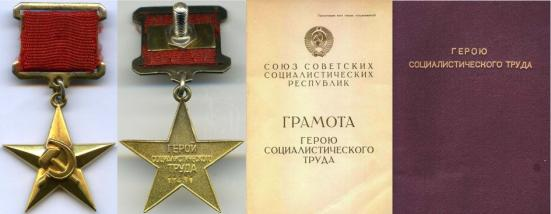 ГЕРОЙ
СОЦИАЛИСТИЧЕСКОГО
ТРУДА
СОЮЗ СОВЕТСКИХ
СОЦИАЛИСТИЧЕСКИХ
РЕСПУБЛИК
ГРАМОТА
ГЕРОЮ
СОЦИАЛИСТИЧЕСКОГО
ТРУДА
ГЕРОЮ
СОЦИАЛИСТИЧЕСКОГО ТРУДА